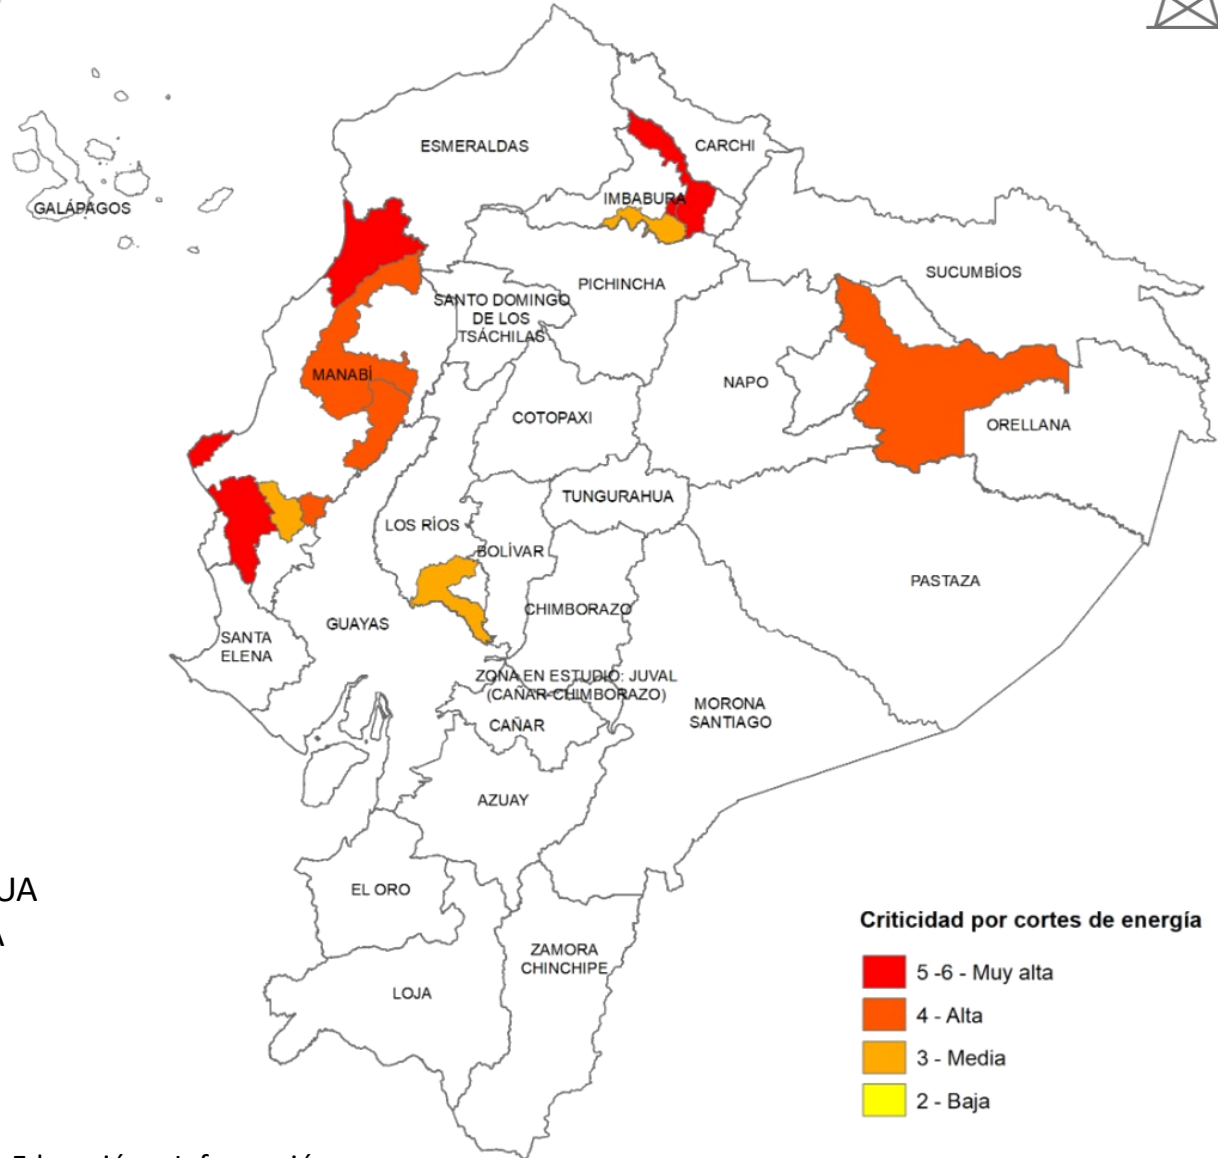 ESMERALDAS
CARCHI
GALÁPAGOS
IMBABURA
SUCUMBÍOS
PICHINCHA
SANTO DOMINGO
DE LOS
TSÁCHILAS
MANABÍ
NAPO
COTOPAXI
ORELLANA
TUNGURAHUA
LOS RÍOS
BOLÍVAR
PASTAZA
CHIMBORAZO
GUAYAS
SANTA
ELENA
ZONA EN ESTUDIO: JUVAL
(CAÑAR-CHIMBORAZO)
MORONA
SANTIAGO
CAÑAR
AZUAY
EL ORO
UA
A
ZAMORA
CHINCHIPE
LOJA
Criticidad por cortes de energía
5 -6 - Muy alta
4 - Alta
3 - Media
2 - Baja